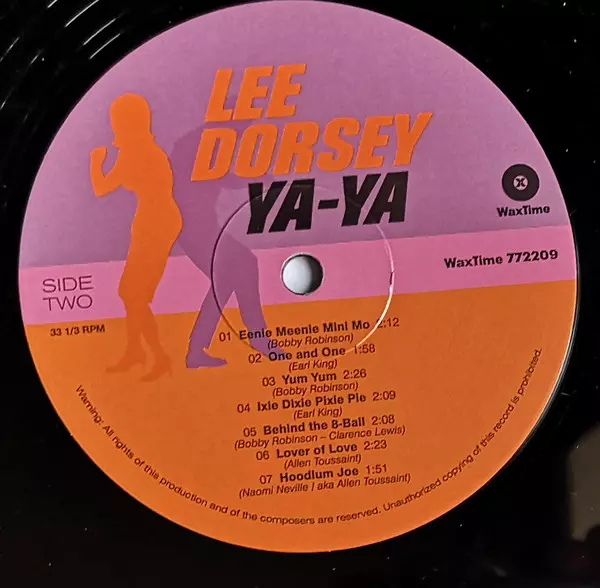 LEE
DORSEY
YA-YA
WaxTime
WaxTime 772209
SIDE
TWO
33 1/3 RPM
01 Eenie Meenie Mini Mo 2:12
(Bobby Robinson)
02 One and One 1:58
(Earl King)
03 Yum Yum 2:26
(Bobby Robinson)
04 Ixie Dixie Pixie Pie 2:09
(Earl King)
05 Behind the 8-Ball 2:08
(Bobby Robinson – Clarence Lewis)
06 Lover of Love 2:23
(Allen Toussaint)
07 Hoodlum Joe 1:51
(Naomi Neville / aka Allen Toussaint)
Warning: All rights of this production and of the composers are reserved. Unauthorized copying of this record is prohibited.